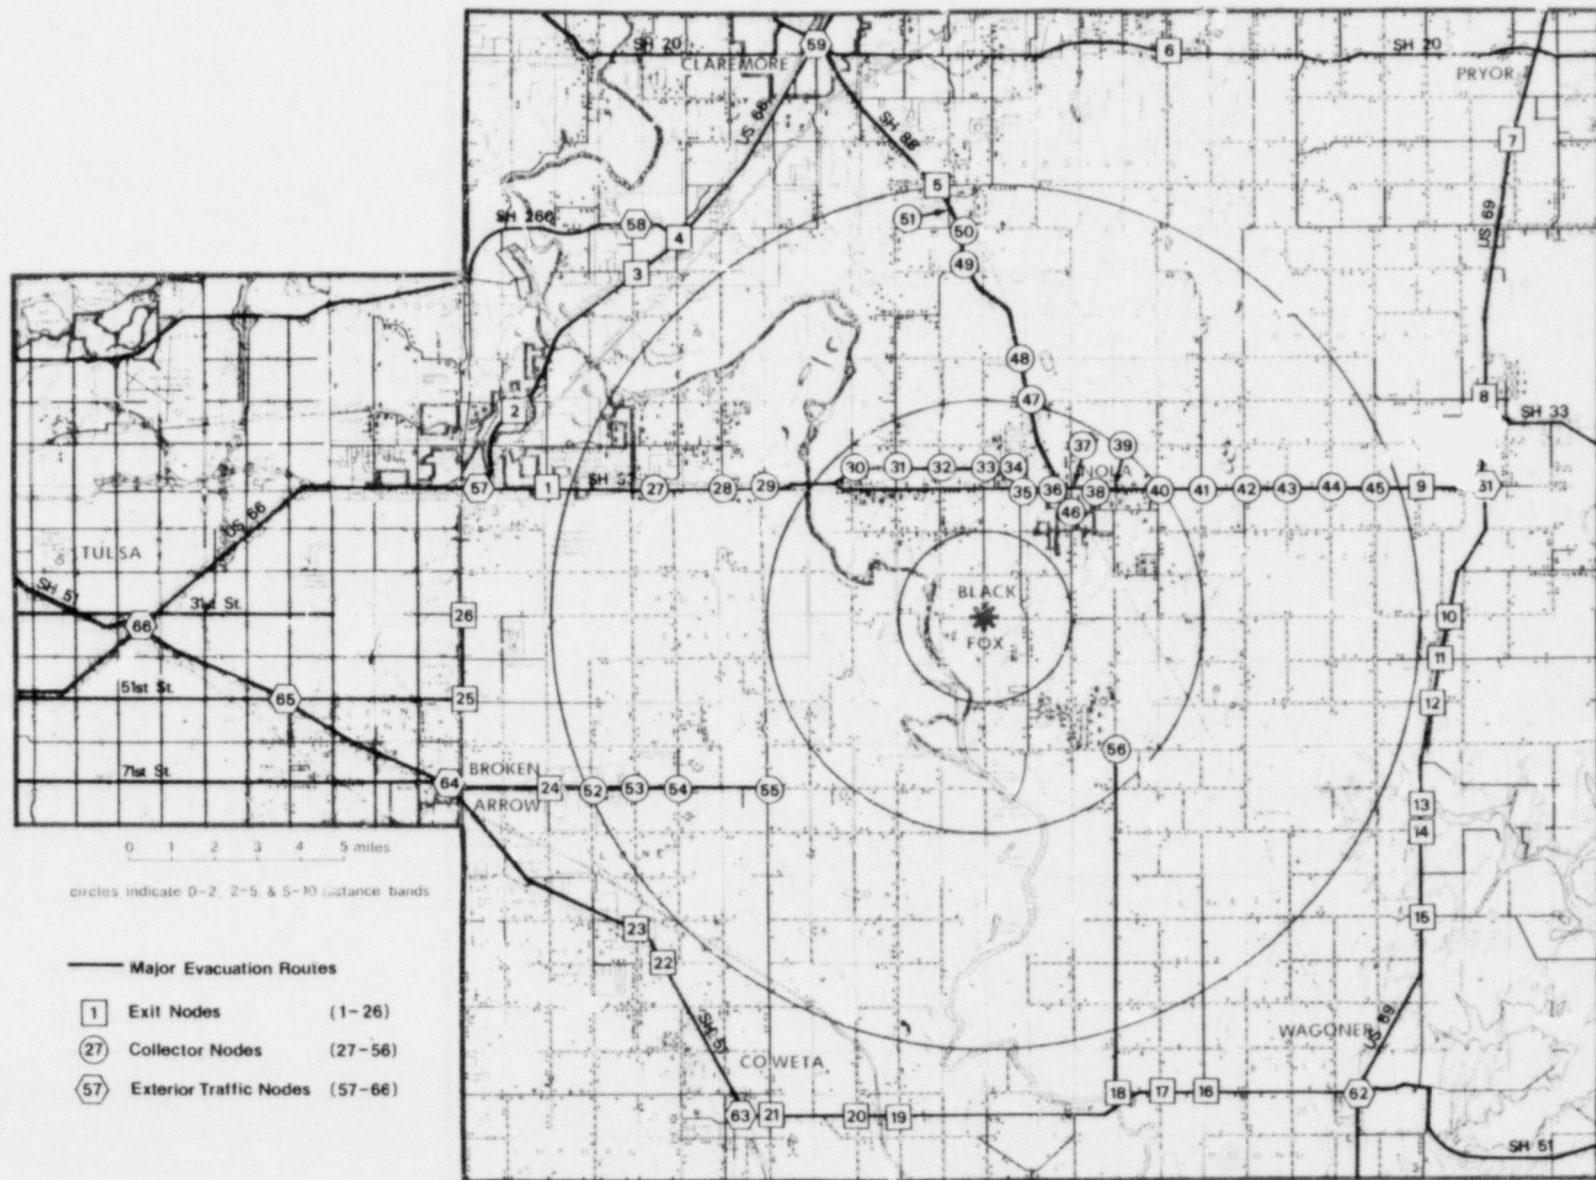 SH 20
59
CLAREMORE
6
SH 20
PRYOR
US 66
SH 88
7
5
51
50
US 69
SH 266
58
4
49
3
48
47
8
SH 33
2
37
39
30
31
32
33
34
INOLA
57
1
SH 33
27
28
29
35
36
38
40
41
42
43
44
45
9
46
US 66
TULSA
SH 51
31st St.
66
26
BLACK
FOX
10
11
51st St.
65
25
12
56
71st St.
64
BROKEN
ARROW
24
52
53
54
55
13
14
0 1 2 3 4 5 miles
circles indicate 0-2, 2-5, & 5-10 distance bands
23
15
22
Major Evacuation Routes
1 Exit Nodes (1-26)
27 Collector Nodes (27-56)
57 Exterior Traffic Nodes (57-66)
SH 51
COWETA
WAGONER
US 69
63
21
20
19
18
17
16
62
SH 51